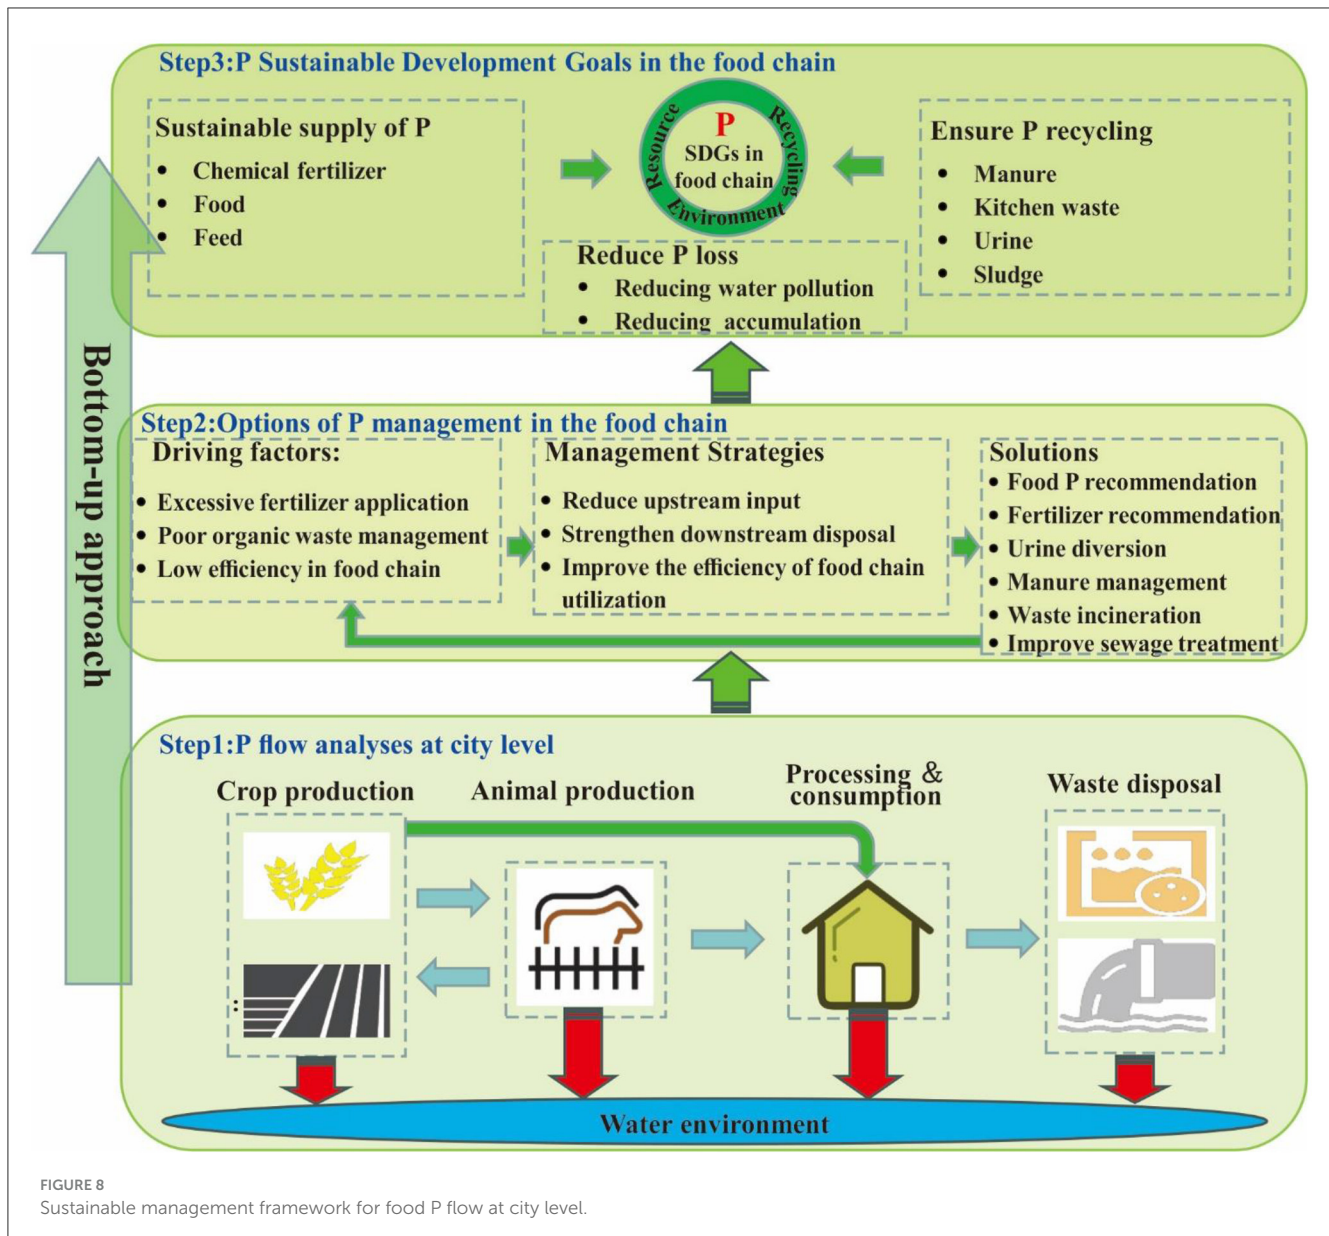 Step3:P Sustainable Development Goals in the food chain
Sustainable supply of P
• Chemical fertilizer
• Food
• Feed
Resource
Recycling
Environment
P
SDGs in
food chain
Ensure P recycling
• Manure
• Kitchen waste
• Urine
• Sludge
Reduce P loss
• Reducing water pollution
• Reducing accumulation
Bottom-up approach
Step2:Options of P management in the food chain
Driving factors:
• Excessive fertilizer application
• Poor organic waste management
• Low efficiency in food chain
Management Strategies
• Reduce upstream input
• Strengthen downstream disposal
• Improve the efficiency of food chain
utilization
Solutions
• Food P recommendation
• Fertilizer recommendation
• Urine diversion
• Manure management
• Waste incineration
• Improve sewage treatment
Step1:P flow analyses at city level
Crop production
Animal production
Processing &
consumption
Waste disposal
:
Water environment
FIGURE 8
Sustainable management framework for food P flow at city level.